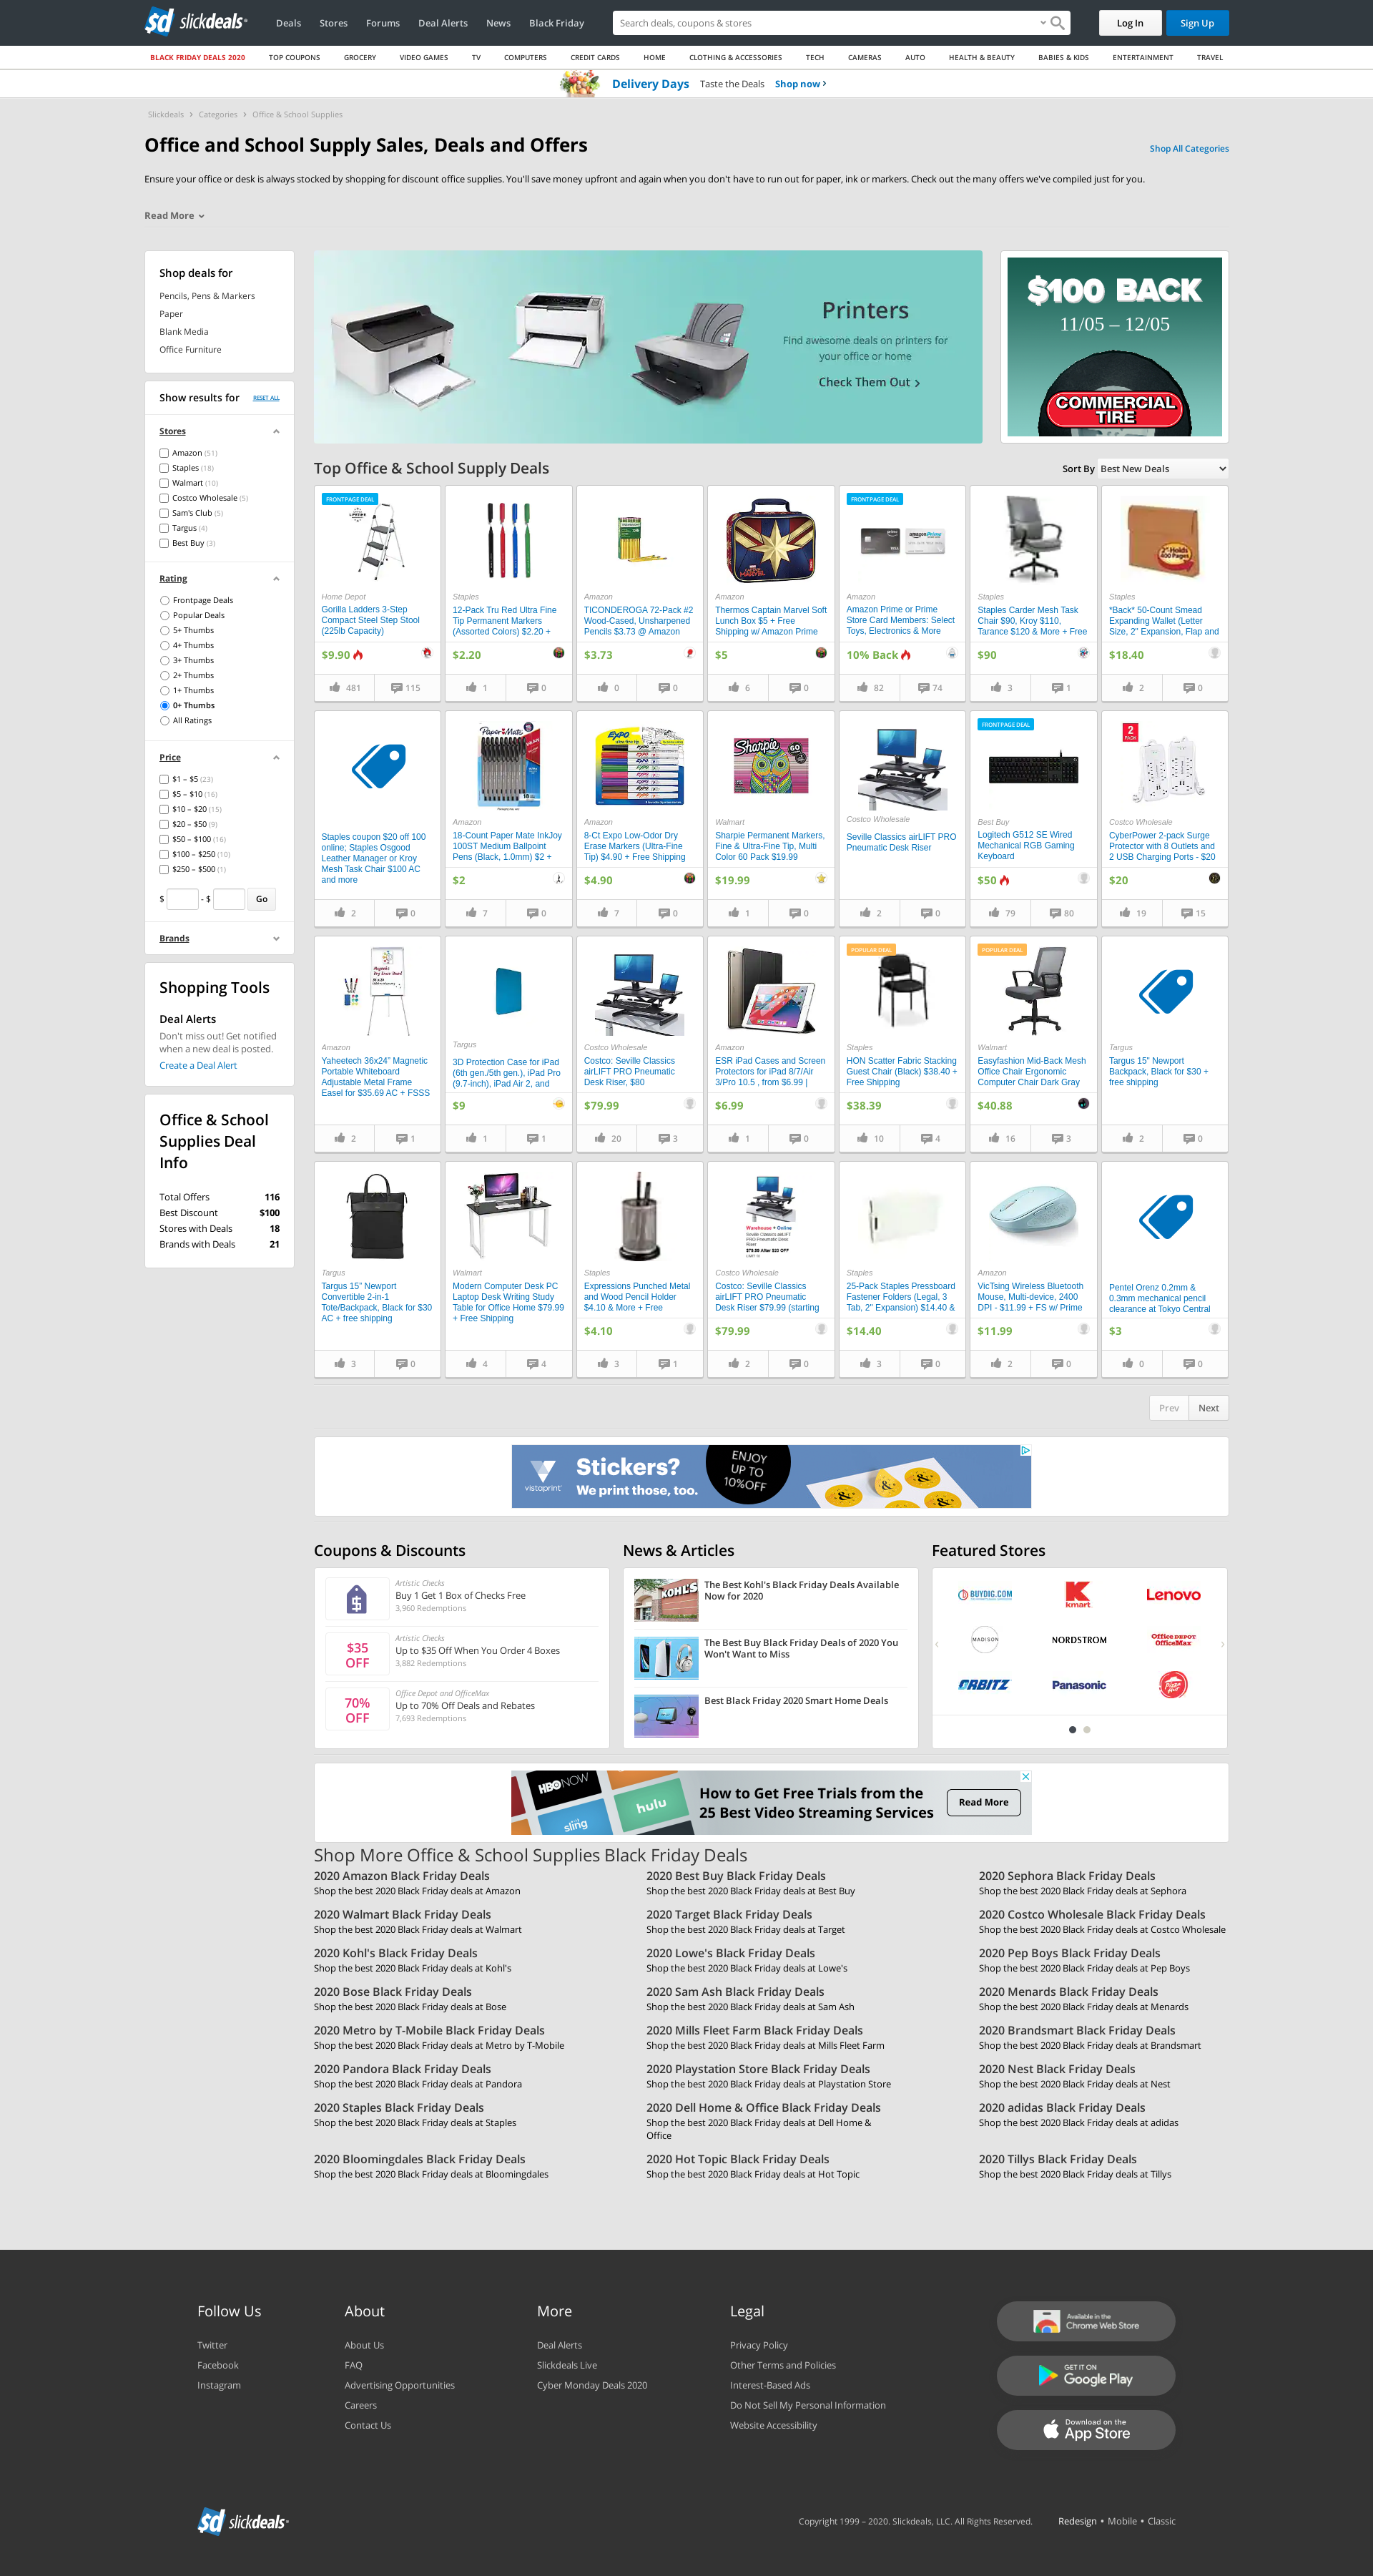 slickdeals
Deals
Stores
Forums
Deal Alerts
News
Black Friday
Search deals, coupons & stores
Log In
Sign Up
BLACK FRIDAY DEALS 2020
TOP COUPONS
GROCERY
VIDEO GAMES
TV
COMPUTERS
CREDIT CARDS
HOME
CLOTHING & ACCESSORIES
TECH
CAMERAS
AUTO
HEALTH & BEAUTY
BABIES & KIDS
ENTERTAINMENT
TRAVEL
Delivery Days Taste the Deals Shop now ›
Slickdeals › Categories › Office & School Supplies
Office and School Supply Sales, Deals and Offers
Shop All Categories
Ensure your office or desk is always stocked by shopping for discount office supplies. You'll save money upfront and again when you don't have to run out for paper, ink or markers. Check out the many offers we've compiled just for you.
Read More
Shop deals for
Pencils, Pens & Markers
Paper
Blank Media
Office Furniture
Show results for
RESET ALL
Stores
Amazon (51)
Staples (18)
Walmart (10)
Costco Wholesale (5)
Sam's Club (5)
Targus (4)
Best Buy (3)
Rating
Frontpage Deals
Popular Deals
5+ Thumbs
4+ Thumbs
3+ Thumbs
2+ Thumbs
1+ Thumbs
0+ Thumbs
All Ratings
Price
$1 – $5 (23)
$5 – $10 (16)
$10 – $20 (15)
$20 – $50 (9)
$50 – $100 (16)
$100 – $250 (10)
$250 – $500 (1)
$ - $ Go
Brands
Shopping Tools
Deal Alerts
Don't miss out! Get notified
when a new deal is posted.
Create a Deal Alert
Office & School
Supplies Deal
Info
Total Offers 116
Best Discount $100
Stores with Deals 18
Brands with Deals 21
Printers
Find awesome deals on printers for
your office or home
Check Them Out ›
$100 BACK
11/05 – 12/05
COMMERCIAL
TIRE
Top Office & School Supply Deals
Sort By Best New Deals
FRONTPAGE DEAL
Home Depot
Gorilla Ladders 3-Step
Compact Steel Step Stool
(225lb Capacity)
$9.90
481
115
Staples
12-Pack Tru Red Ultra Fine
Tip Permanent Markers
(Assorted Colors) $2.20 +
$2.20
1
0
Amazon
TICONDEROGA 72-Pack #2
Wood-Cased, Unsharpened
Pencils $3.73 @ Amazon
$3.73
0
0
Amazon
Thermos Captain Marvel Soft
Lunch Box $5 + Free
Shipping w/ Amazon Prime
$5
6
0
FRONTPAGE DEAL
Amazon
Amazon Prime or Prime
Store Card Members: Select
Toys, Electronics & More
10% Back
82
74
Staples
Staples Carder Mesh Task
Chair $90, Kroy $110,
Tarance $120 & More + Free
$90
3
1
2" Holds
400 Pages
Staples
*Back* 50-Count Smead
Expanding Wallet (Letter
Size, 2" Expansion, Flap and
$18.40
2
0
Staples coupon $20 off 100
online; Staples Osgood
Leather Manager or Kroy
Mesh Task Chair $100 AC
and more
2
0
PaperMate
Amazon
18-Count Paper Mate InkJoy
100ST Medium Ballpoint
Pens (Black, 1.0mm) $2 +
$2
7
0
EXPO
Amazon
8-Ct Expo Low-Odor Dry
Erase Markers (Ultra-Fine
Tip) $4.90 + Free Shipping
$4.90
7
0
Sharpie
60
Walmart
Sharpie Permanent Markers,
Fine & Ultra-Fine Tip, Multi
Color 60 Pack $19.99
$19.99
1
0
Costco Wholesale
Seville Classics airLIFT PRO
Pneumatic Desk Riser
2
0
FRONTPAGE DEAL
Best Buy
Logitech G512 SE Wired
Mechanical RGB Gaming
Keyboard
$50
79
80
2
PACK
Costco Wholesale
CyberPower 2-pack Surge
Protector with 8 Outlets and
2 USB Charging Ports - $20
$20
19
15
Amazon
Yaheetech 36x24" Magnetic
Portable Whiteboard
Adjustable Metal Frame
Easel for $35.69 AC + FSSS
2
1
Targus
3D Protection Case for iPad
(6th gen./5th gen.), iPad Pro
(9.7-inch), iPad Air 2, and
$9
1
1
Costco Wholesale
Costco: Seville Classics
airLIFT PRO Pneumatic
Desk Riser, $80
$79.99
20
3
Amazon
ESR iPad Cases and Screen
Protectors for iPad 8/7/Air
3/Pro 10.5 , from $6.99 |
$6.99
1
0
POPULAR DEAL
Staples
HON Scatter Fabric Stacking
Guest Chair (Black) $38.40 +
Free Shipping
$38.39
10
4
POPULAR DEAL
Walmart
Easyfashion Mid-Back Mesh
Office Chair Ergonomic
Computer Chair Dark Gray
$40.88
16
3
Targus
Targus 15" Newport
Backpack, Black for $30 +
free shipping
2
0
Targus
Targus 15" Newport
Convertible 2-in-1
Tote/Backpack, Black for $30
AC + free shipping
3
0
Walmart
Modern Computer Desk PC
Laptop Desk Writing Study
Table for Office Home $79.99
+ Free Shipping
4
4
Staples
Expressions Punched Metal
and Wood Pencil Holder
$4.10 & More + Free
$4.10
3
1
Warehouse + Online
Seville Classics airLIFT
PRO Pneumatic Desk
Riser
$79.99 After $20 OFF
Costco Wholesale
Costco: Seville Classics
airLIFT PRO Pneumatic
Desk Riser $79.99 (starting
$79.99
2
0
Staples
25-Pack Staples Pressboard
Fastener Folders (Legal, 3
Tab, 2" Expansion) $14.40 &
$14.40
3
0
Amazon
VicTsing Wireless Bluetooth
Mouse, Multi-device, 2400
DPI - $11.99 + FS w/ Prime
$11.99
2
0
Pentel Orenz 0.2mm &
0.3mm mechanical pencil
clearance at Tokyo Central
$3
0
0
Prev
Next
vistaprint
Stickers?
We print those, too.
ENJOY
UP TO
10%OFF
Coupons & Discounts
Artistic Checks
Buy 1 Get 1 Box of Checks Free
3,960 Redemptions
$35
OFF
Artistic Checks
Up to $35 Off When You Order 4 Boxes
3,882 Redemptions
70%
OFF
Office Depot and OfficeMax
Up to 70% Off Deals and Rebates
7,693 Redemptions
News & Articles
KOHL'S
The Best Kohl's Black Friday Deals Available
Now for 2020
The Best Buy Black Friday Deals of 2020 You
Won't Want to Miss
Best Black Friday 2020 Smart Home Deals
Featured Stores
BUYDIG.COM
kmart
Lenovo
MADISON
NORDSTROM
Office DEPOT
OfficeMax
ORBITZ
Panasonic
Pizza Hut
HBO NOW
hulu
sling
How to Get Free Trials from the
25 Best Video Streaming Services
Read More
Shop More Office & School Supplies Black Friday Deals
2020 Amazon Black Friday Deals
Shop the best 2020 Black Friday deals at Amazon
2020 Best Buy Black Friday Deals
Shop the best 2020 Black Friday deals at Best Buy
2020 Sephora Black Friday Deals
Shop the best 2020 Black Friday deals at Sephora
2020 Walmart Black Friday Deals
Shop the best 2020 Black Friday deals at Walmart
2020 Target Black Friday Deals
Shop the best 2020 Black Friday deals at Target
2020 Costco Wholesale Black Friday Deals
Shop the best 2020 Black Friday deals at Costco Wholesale
2020 Kohl's Black Friday Deals
Shop the best 2020 Black Friday deals at Kohl's
2020 Lowe's Black Friday Deals
Shop the best 2020 Black Friday deals at Lowe's
2020 Pep Boys Black Friday Deals
Shop the best 2020 Black Friday deals at Pep Boys
2020 Bose Black Friday Deals
Shop the best 2020 Black Friday deals at Bose
2020 Sam Ash Black Friday Deals
Shop the best 2020 Black Friday deals at Sam Ash
2020 Menards Black Friday Deals
Shop the best 2020 Black Friday deals at Menards
2020 Metro by T-Mobile Black Friday Deals
Shop the best 2020 Black Friday deals at Metro by T-Mobile
2020 Mills Fleet Farm Black Friday Deals
Shop the best 2020 Black Friday deals at Mills Fleet Farm
2020 Brandsmart Black Friday Deals
Shop the best 2020 Black Friday deals at Brandsmart
2020 Pandora Black Friday Deals
Shop the best 2020 Black Friday deals at Pandora
2020 Playstation Store Black Friday Deals
Shop the best 2020 Black Friday deals at Playstation Store
2020 Nest Black Friday Deals
Shop the best 2020 Black Friday deals at Nest
2020 Staples Black Friday Deals
Shop the best 2020 Black Friday deals at Staples
2020 Dell Home & Office Black Friday Deals
Shop the best 2020 Black Friday deals at Dell Home &
Office
2020 adidas Black Friday Deals
Shop the best 2020 Black Friday deals at adidas
2020 Bloomingdales Black Friday Deals
Shop the best 2020 Black Friday deals at Bloomingdales
2020 Hot Topic Black Friday Deals
Shop the best 2020 Black Friday deals at Hot Topic
2020 Tillys Black Friday Deals
Shop the best 2020 Black Friday deals at Tillys
Follow Us
Twitter
Facebook
Instagram
About
About Us
FAQ
Advertising Opportunities
Careers
Contact Us
More
Deal Alerts
Slickdeals Live
Cyber Monday Deals 2020
Legal
Privacy Policy
Other Terms and Policies
Interest-Based Ads
Do Not Sell My Personal Information
Website Accessibility
Available in the
Chrome Web Store
GET IT ON
Google Play
Download on the
App Store
slickdeals
Copyright 1999 – 2020. Slickdeals, LLC. All Rights Reserved.
Redesign • Mobile • Classic